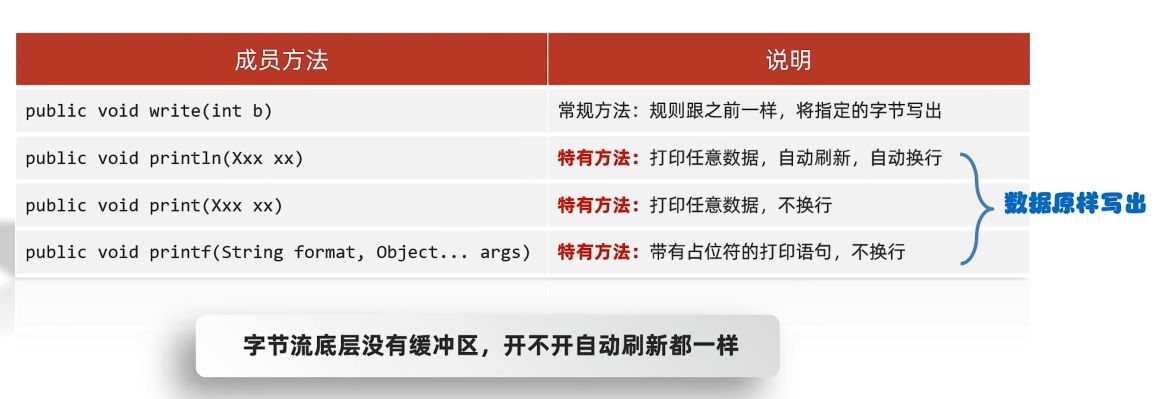 成员方法 说明
public void write(int b) 常规方法：规则跟之前一样，将指定的字节写出
public void println(Xxx xx) 特有方法：打印任意数据，自动刷新，自动换行
public void print(Xxx xx) 特有方法：打印任意数据，不换行
数据原样写出
public void printf(String format, Object... args) 特有方法：带有占位符的打印语句，不换行
字节流底层没有缓冲区，开不开自动刷新都一样